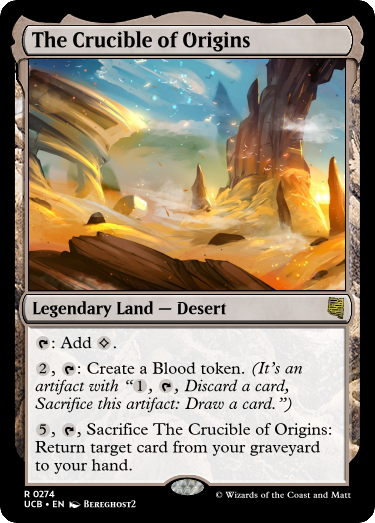 The Crucible of Origins
Legendary Land — Desert
: Add .
2, : Create a Blood token. (It's an
artifact with “1, , Discard a card,
Sacrifice this artifact: Draw a card.”)
5, , Sacrifice The Crucible of Origins:
Return target card from your graveyard
to your hand.
R 0274
UCB • EN BEREGHOST2
© Wizards of the Coast and Matt